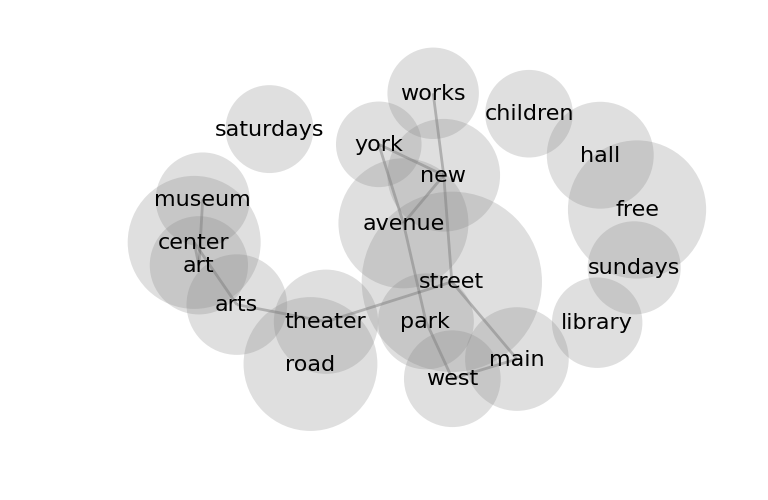 works
children
saturdays
york
hall
new
museum
free
avenue
center
art
sundays
street
arts
theater
park
library
road
main
west